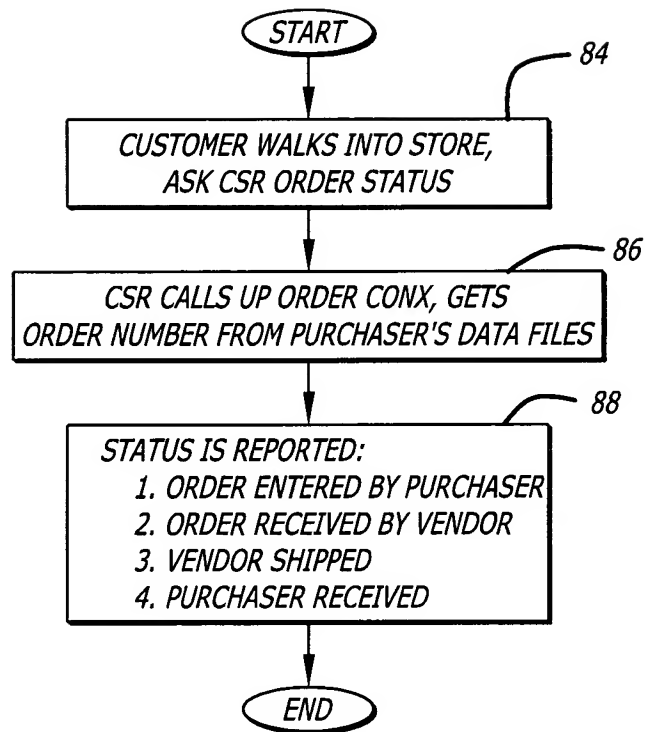 START
84
CUSTOMER WALKS INTO STORE,
ASK CSR ORDER STATUS
86
CSR CALLS UP ORDER CONX, GETS
ORDER NUMBER FROM PURCHASER'S DATA FILES
88
STATUS IS REPORTED:
1. ORDER ENTERED BY PURCHASER
2. ORDER RECEIVED BY VENDOR
3. VENDOR SHIPPED
4. PURCHASER RECEIVED
END